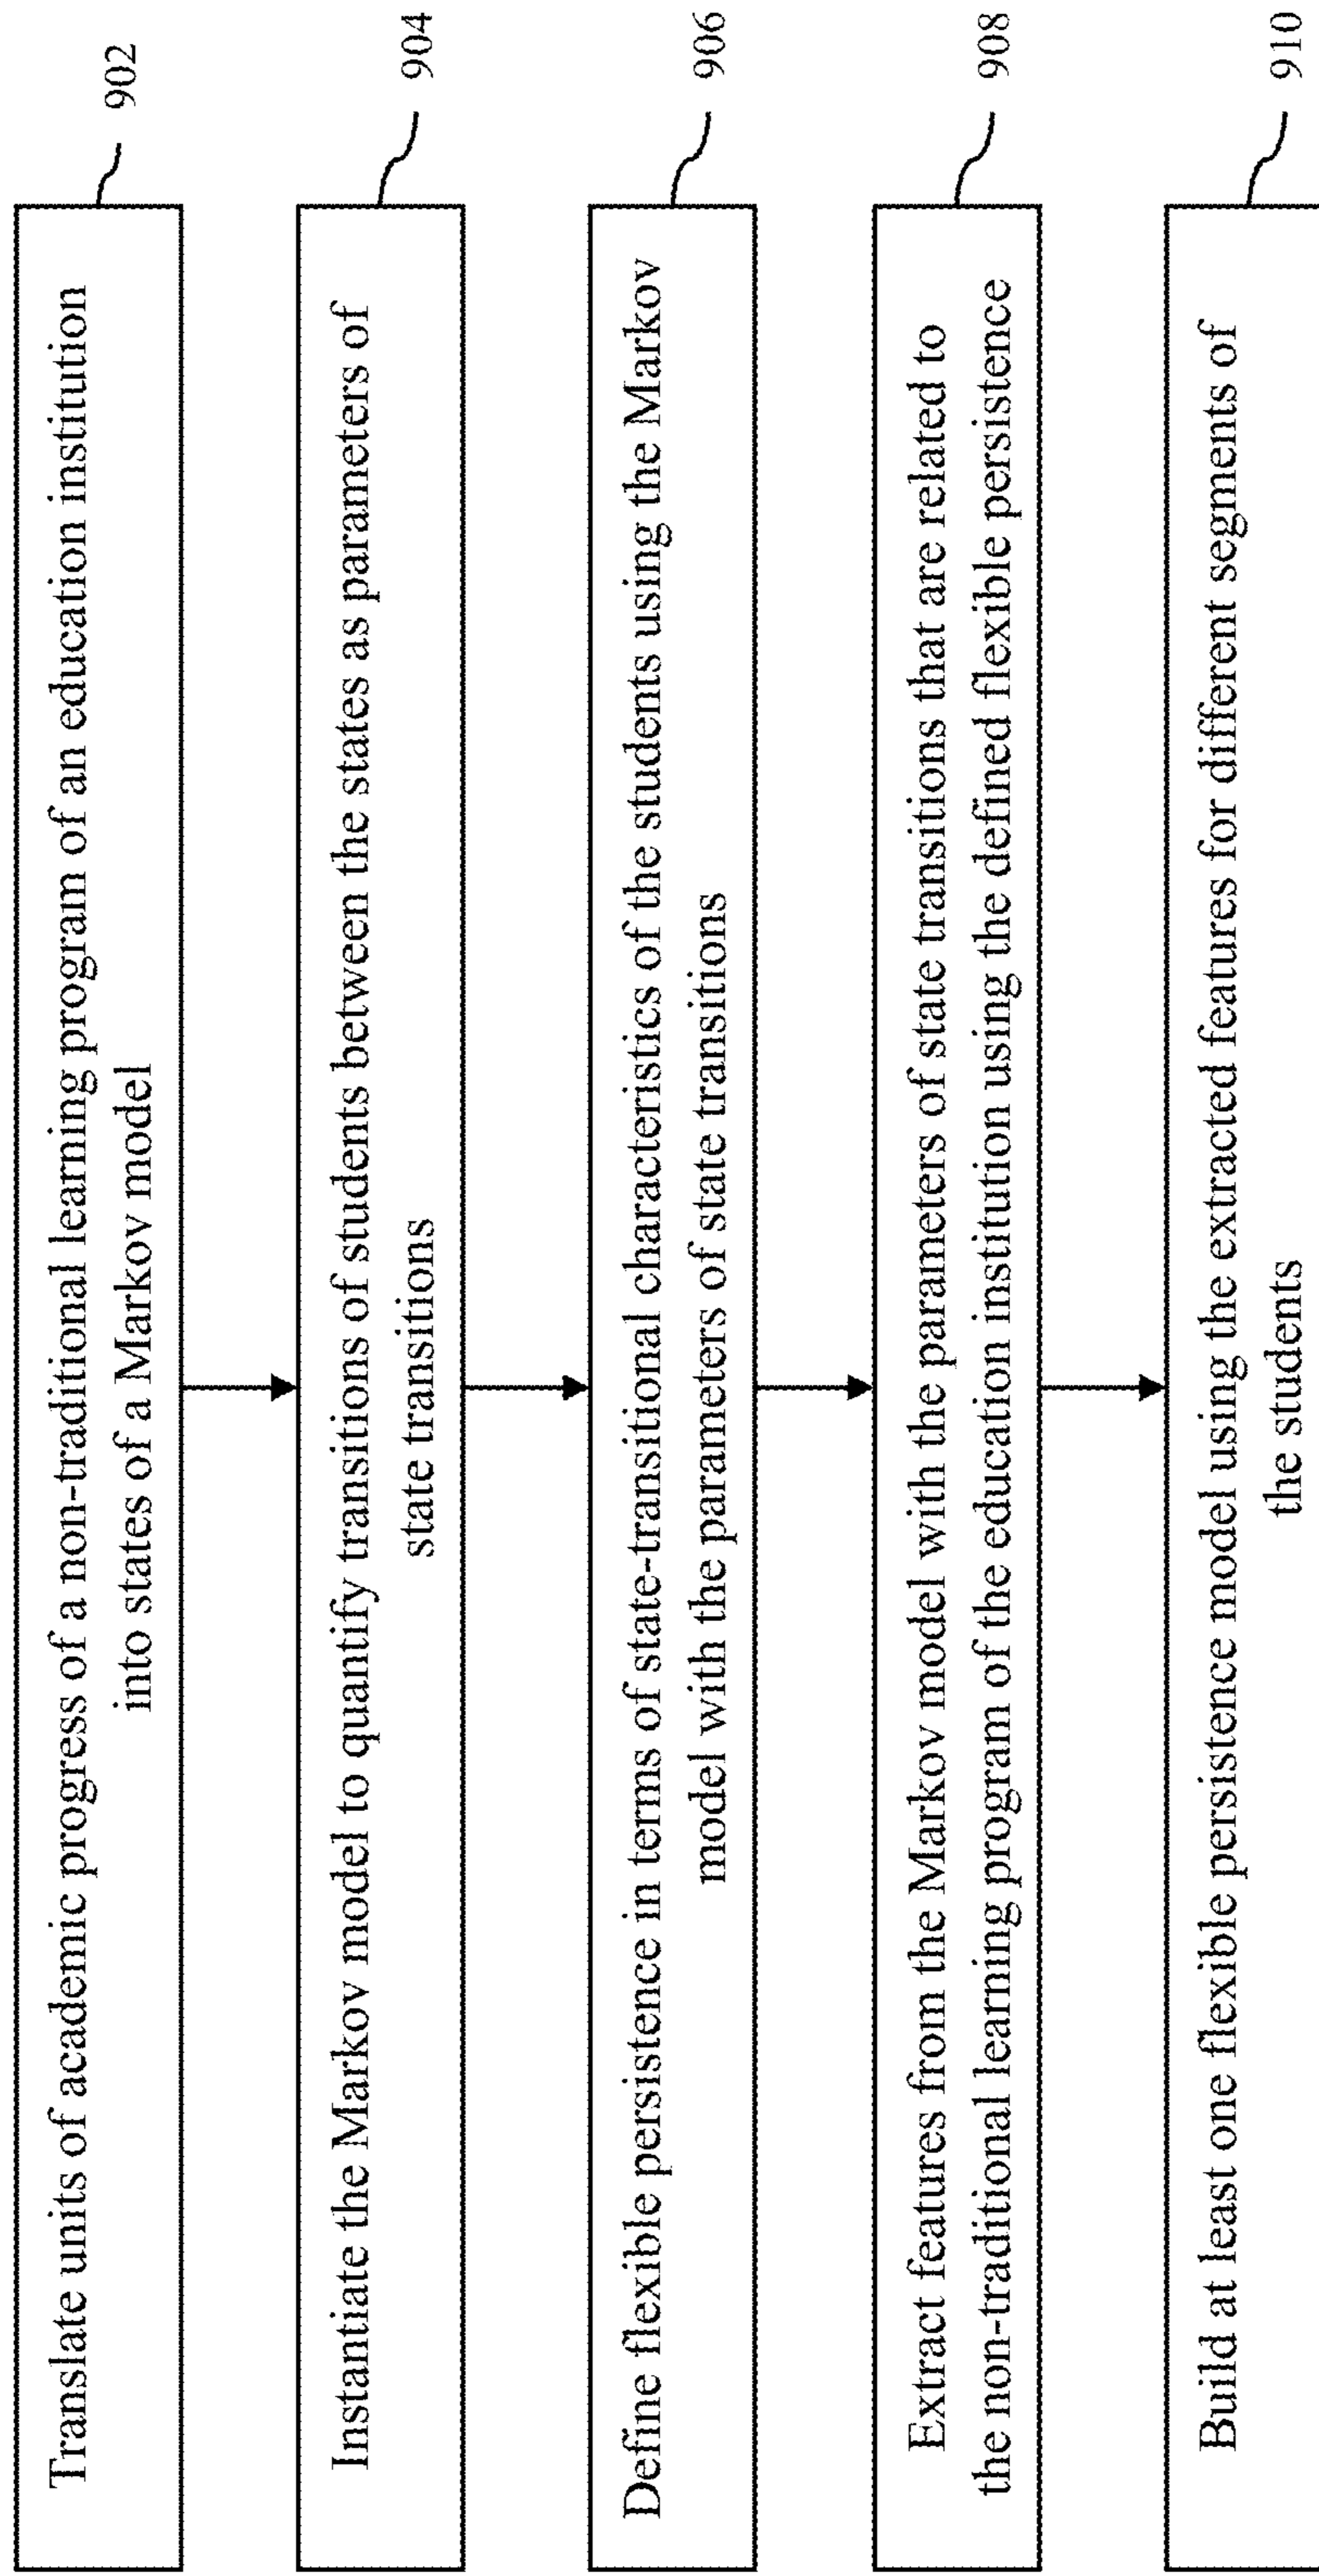 Translate units of academic progress of a non-traditional learning program of an education institution
into states of a Markov model
902
Instantiate the Markov model to quantify transitions of students between the states as parameters of
state transitions
904
Define flexible persistence in terms of state-transitional characteristics of the students using the Markov
model with the parameters of state transitions
906
Extract features from the Markov model with the parameters of state transitions that are related to
the non-traditional learning program of the education institution using the defined flexible persistence
908
Build at least one flexible persistence model using the extracted features for different segments of
the students
910